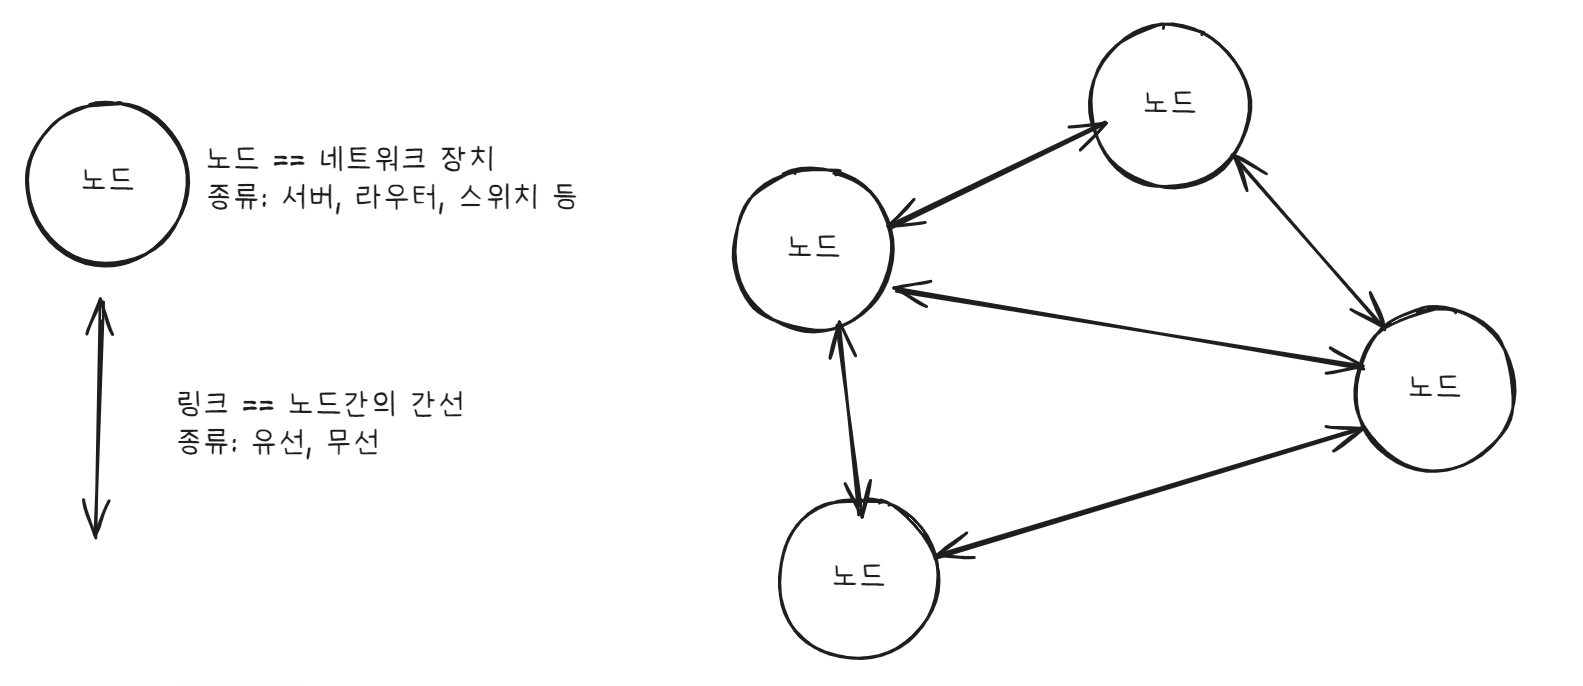 노드
노드 == 네트워크 장치
종류: 서버, 라우터, 스위치 등
링크 == 노드간의 간선
종류: 유선, 무선
노드
노드
노드
노드